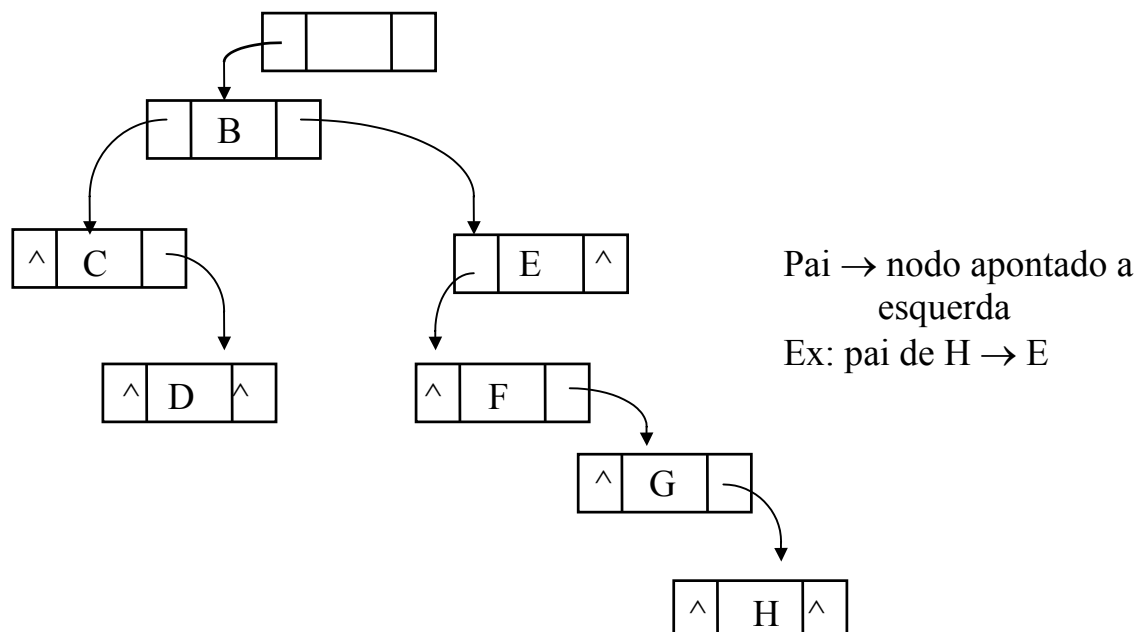 B
^ C
E ^
Pai → nodo apontado a
esquerda
Ex: pai de H → E
^ D ^
^ F
^ G
^ H ^